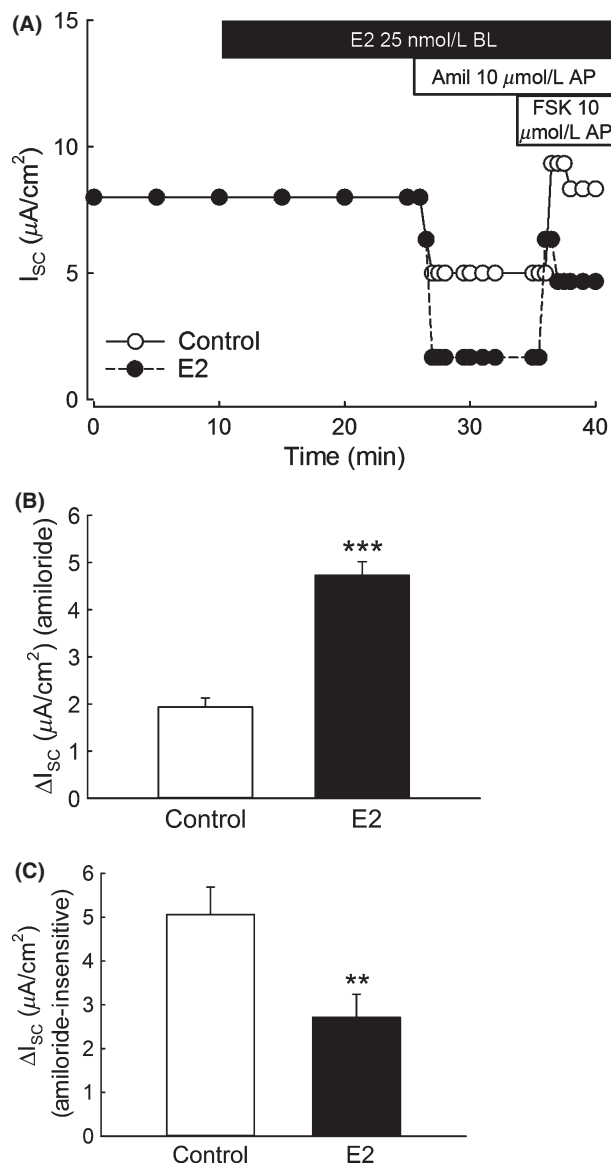 (A)
15
10
5
0
I_SC (μA/cm²)
E2 25 nmol/L BL
Amil 10 μmol/L AP
FSK 10
μmol/L AP
Control
E2
0 10 20 30 40
Time (min)
(B)
6
5
4
3
2
1
0
ΔI_SC (μA/cm²) (amiloride)
***
Control E2
(C)
6
5
4
3
2
1
0
ΔI_SC (μA/cm²)
(amiloride-insensitive)
**
Control E2